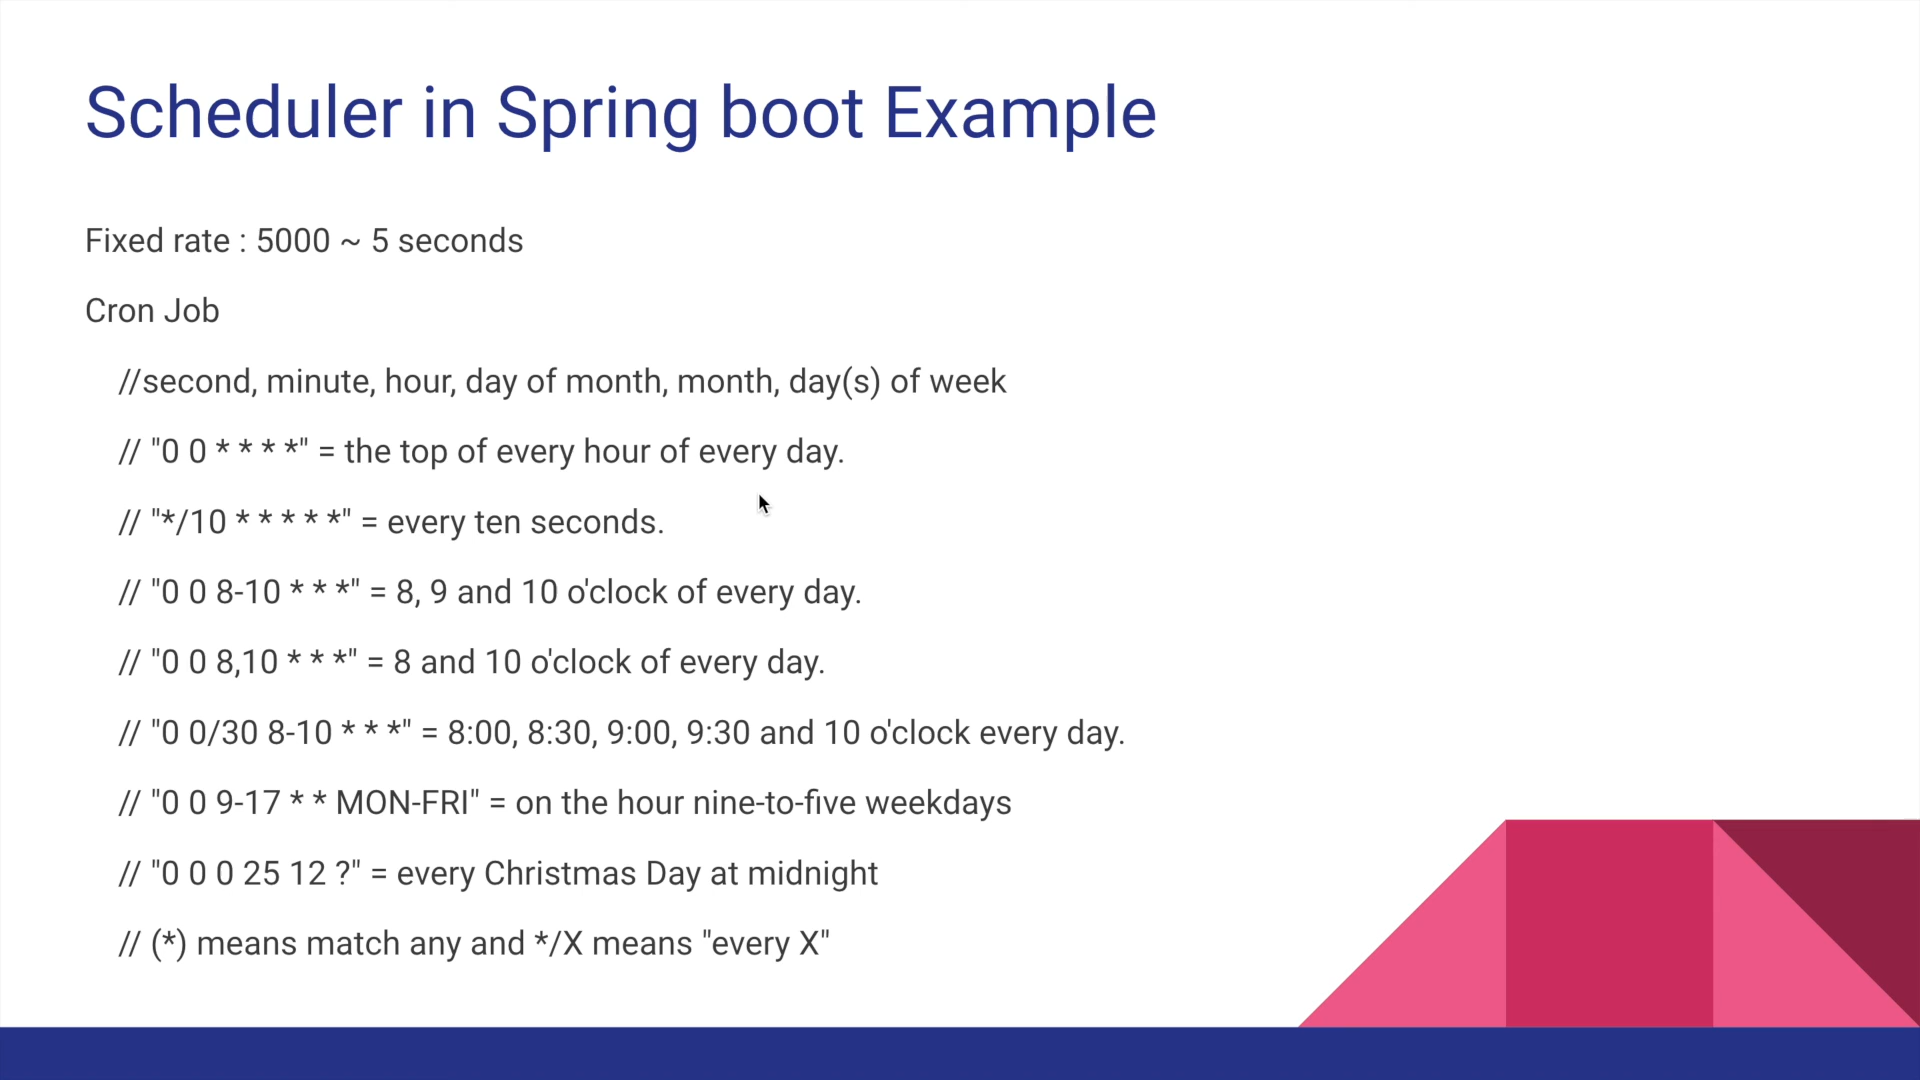 Scheduler in Spring boot Example
Fixed rate : 5000 ~ 5 seconds
Cron Job
//second, minute, hour, day of month, month, day(s) of week
// "0 0 * * * *" = the top of every hour of every day.
// "*/10 * * * * *" = every ten seconds.
// "0 0 8-10 * * *" = 8, 9 and 10 o'clock of every day.
// "0 0 8,10 * * *" = 8 and 10 o'clock of every day.
// "0 0/30 8-10 * * *" = 8:00, 8:30, 9:00, 9:30 and 10 o'clock every day.
// "0 0 9-17 * * MON-FRI" = on the hour nine-to-five weekdays
// "0 0 0 25 12 ?" = every Christmas Day at midnight
// (*) means match any and */X means "every X"